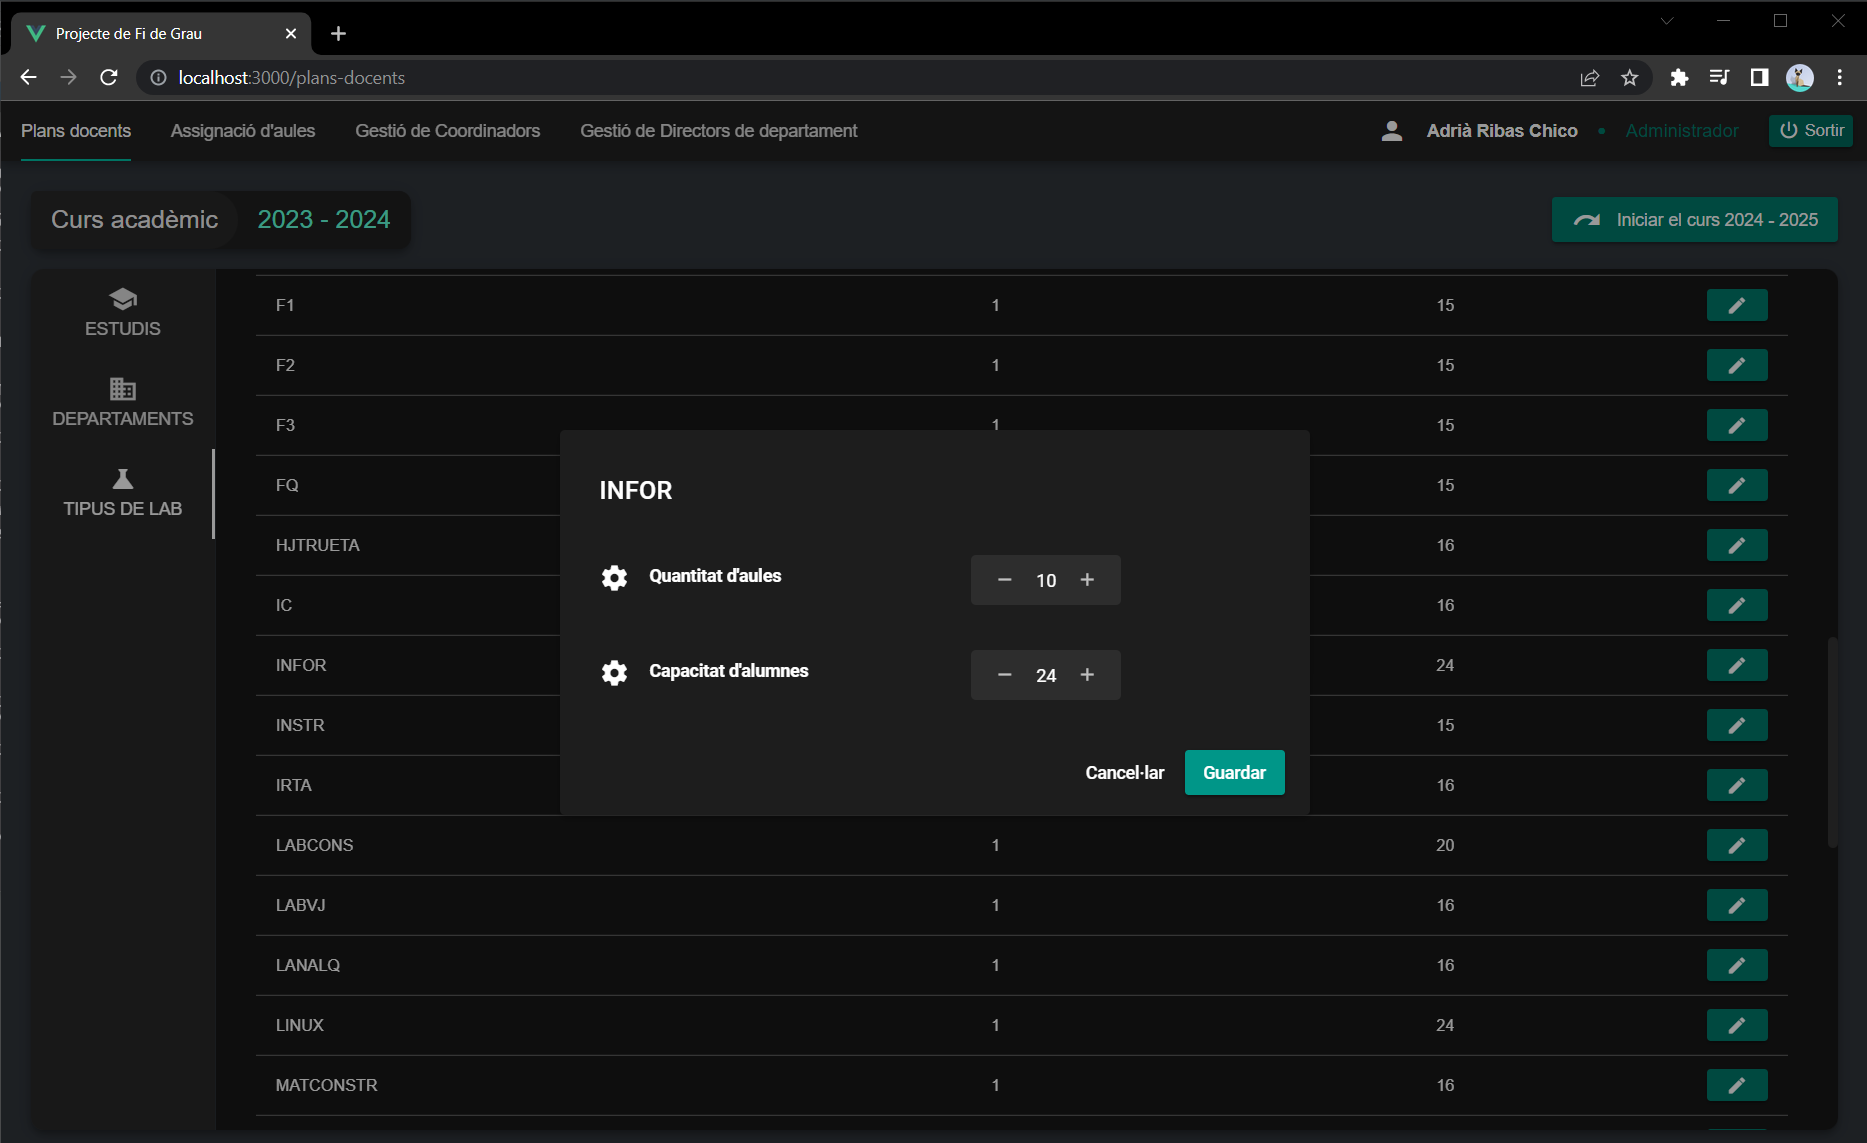 Projecte de Fi de Grau
localhost:3000/plans-docents
Plans docents Assignació d'aules Gestió de Coordinadors Gestió de Directors de departament Adrià Ribas Chico • Administrador Sortir
Curs acadèmic 2023 - 2024 Iniciar el curs 2024 - 2025
ESTUDIS
DEPARTAMENTS
TIPUS DE LAB
F1 1 15
F2 1 15
F3 1 15
FQ 15
HJTRUETA 16
IC 16
INFOR 24
INSTR 15
IRTA 16
LABCONS 1 20
LABVJ 1 16
LANALQ 1 16
LINUX 1 24
MATCONSTR 1 16
INFOR
Quantitat d'aules − 10 +
Capacitat d'alumnes − 24 +
Cancel·lar Guardar